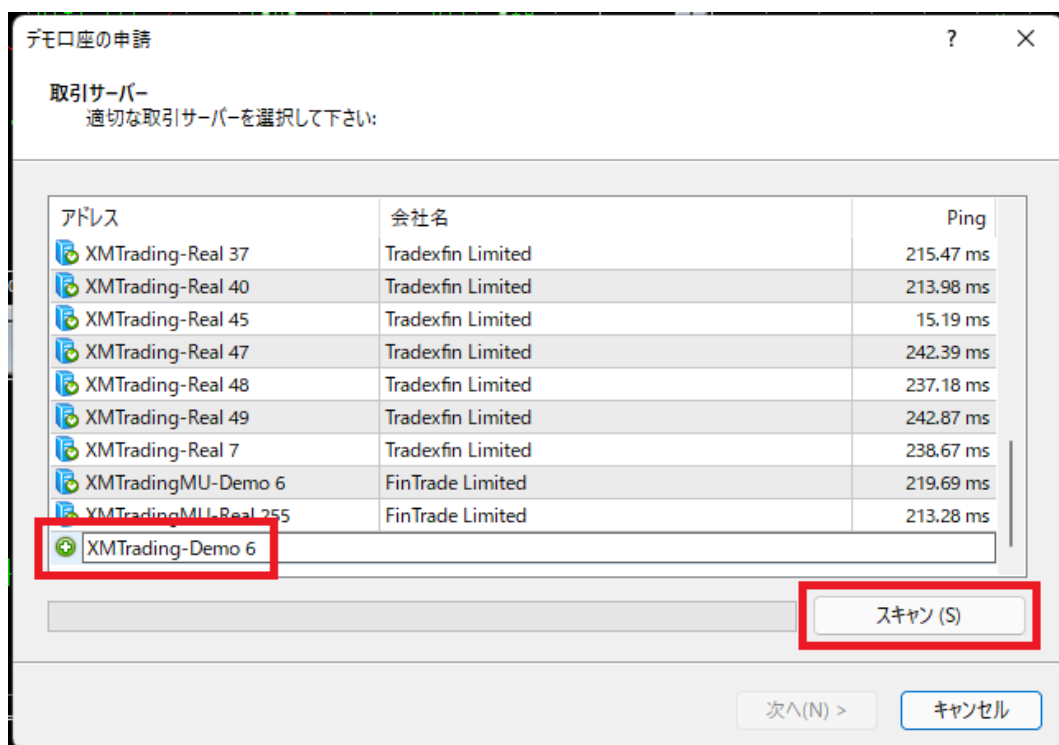 デモ口座の申請 ?
取引サーバー
適切な取引サーバーを選択して下さい:
アドレス 会社名 Ping
XMTrading-Real 37 Tradexfin Limited 215.47 ms
XMTrading-Real 40 Tradexfin Limited 213.98 ms
XMTrading-Real 45 Tradexfin Limited 15.19 ms
XMTrading-Real 47 Tradexfin Limited 242.39 ms
XMTrading-Real 48 Tradexfin Limited 237.18 ms
XMTrading-Real 49 Tradexfin Limited 242.87 ms
XMTrading-Real 7 Tradexfin Limited 238.67 ms
XMTradingMU-Demo 6 FinTrade Limited 219.69 ms
XMTradingMU-Real 255 FinTrade Limited 213.28 ms
XMTrading-Demo 6
スキャン (S)
次へ(N) > キャンセル